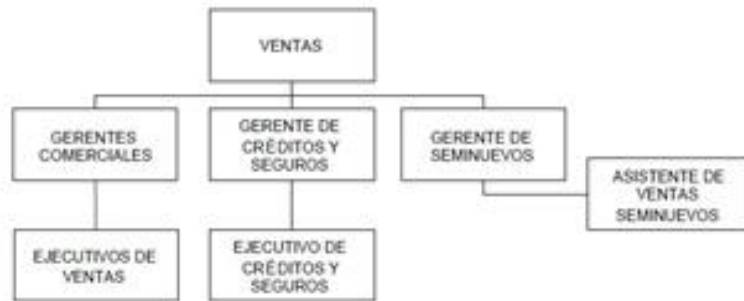 VENTAS
GERENTES
COMERCIALES
GERENTE DE
CRÉDITOS Y
SEGUROS
GERENTE DE
SEMINUEVOS
ASISTENTE DE
VENTAS
SEMINUEVOS
EJECUTIVOS DE
VENTAS
EJECUTIVO DE
CRÉDITOS Y
SEGUROS